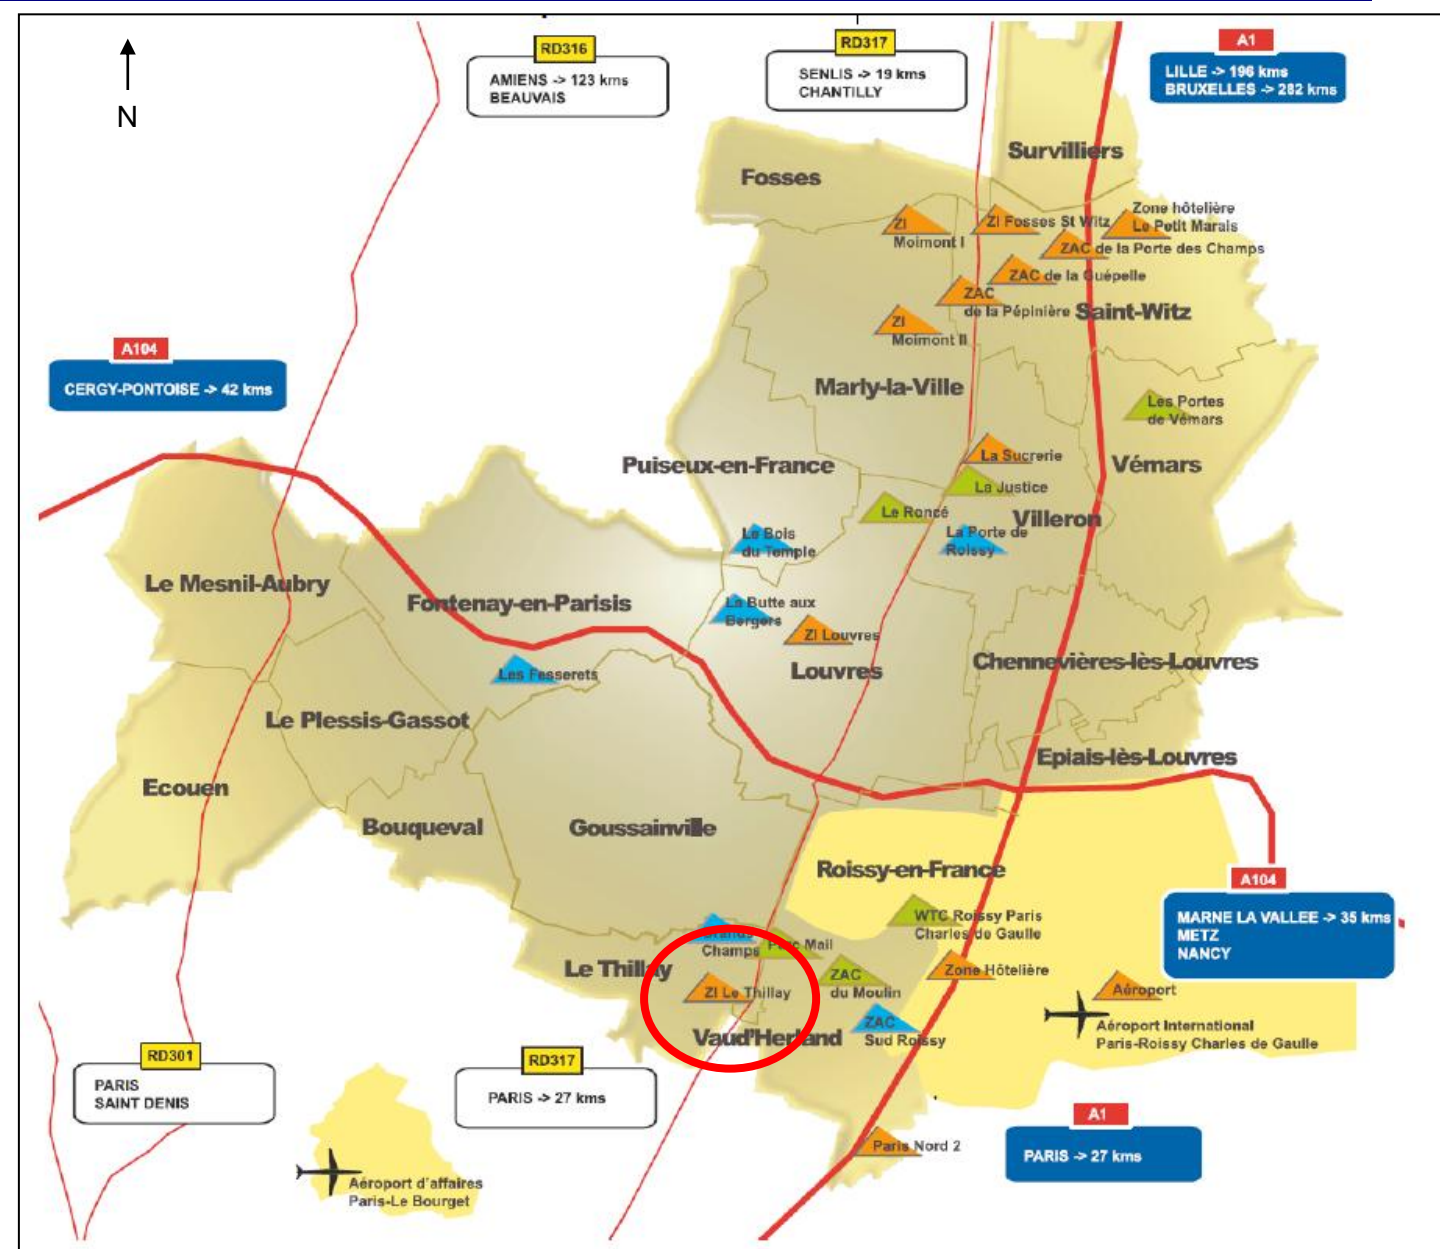 RD316
AMIENS -> 123 kms
BEAUVAIS
RD317
SENLIS -> 19 kms
CHANTILLY
A1
LILLE -> 196 kms
BRUXELLES -> 282 kms
N
Survilliers
Fosses
Zone hôtelière
Le Petit Marais
ZI
Moimont I
ZI Fosses St Witz
ZAC de la Porte des Champs
ZAC de la Guépelle
ZAC
de la Pépinière
Saint-Witz
ZI
Moimont II
A104
CERGY-PONTOISE -> 42 kms
Marly-la-Ville
Les Portes
de Vémars
Puiseux-en-France
La Sucrerie
Vémars
La Justice
Le Roncé
Villeron
Le Bois
du Temple
La Porte de
Roissy
Le Mesnil-Aubry
Fontenay-en-Parisis
La Butte aux
Bergers
ZI Louvres
Louvres
Chennevières-lès-Louvres
Les Fesserets
Le Plessis-Gassot
Epiais-lès-Louvres
Ecouen
Bouqueval
Goussainville
Roissy-en-France
A104
MARNE LA VALLEE -> 35 kms
METZ
NANCY
WTC Roissy Paris
Charles de Gaulle
Grands
Champs
Parc Mail
Le Thillay
ZI Le Thillay
ZAC
du Moulin
Zone Hôtelière
Aéroport
ZAC
Sud Roissy
Vaud'Herland
Aéroport International
Paris-Roissy Charles de Gaulle
RD301
PARIS
SAINT DENIS
RD317
PARIS -> 27 kms
A1
PARIS -> 27 kms
Paris Nord 2
Aéroport d'affaires
Paris-Le Bourget